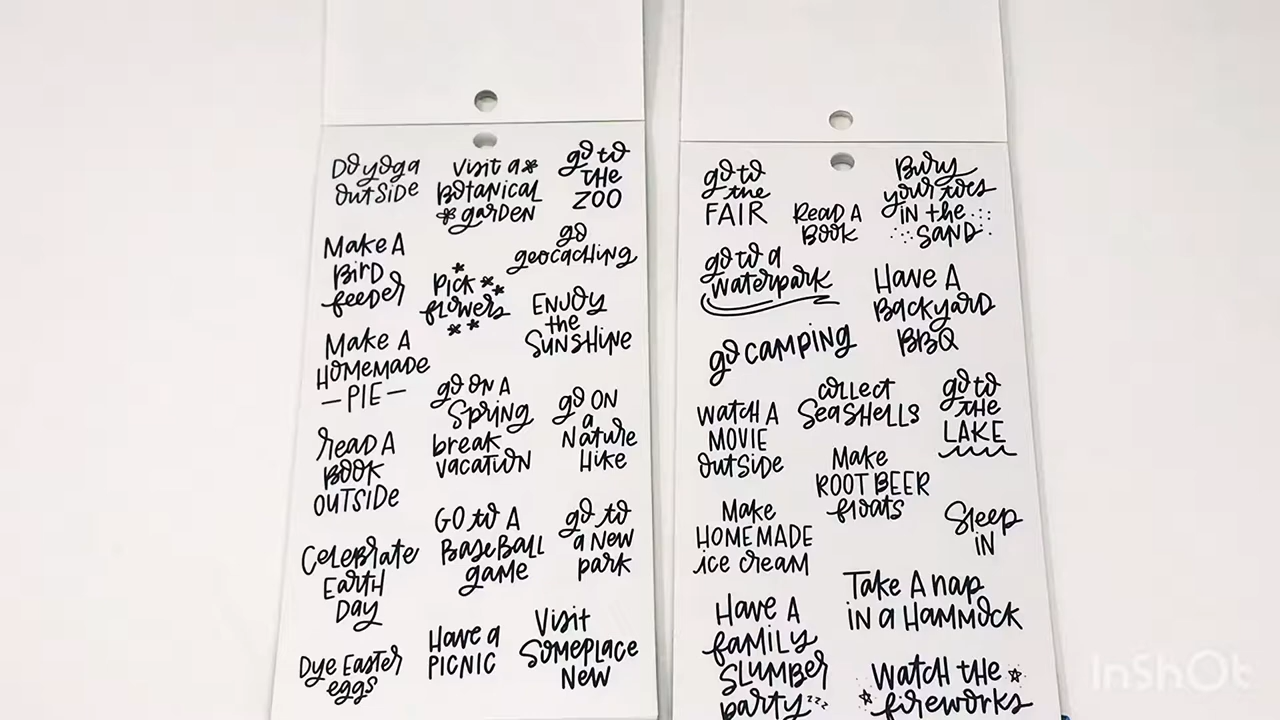 Do yoga
outside
Visit a
Botanical
garden
go to
the
zoo
Make A
Bird
feeder
Pick
flowers
go
geocaching
Enjoy
the
Sunshine
Make A
Homemade
— PIE —
go on a
Spring
break
vacation
go on
a
Nature
Hike
read A
Book
outside
Go to A
BaseBall
game
go to
a New
park
Celebrate
Earth
Day
Have a
PICNIC
Visit
Someplace
New
Dye Easter
eggs
go to
the
FAIR
Read A
Book
Bury
your toes
in the
SAND
go to a
waterpark
Have A
Backyard
BBQ
go camping
collect
Seashells
go to
the
LAKE
watch A
MOVIE
outside
Make
ROOT BEER
floats
Make
HOMEMADE
ice cream
Sleep
in
Take A nap
in a Hammock
Have A
family
Slumber
party zzz
Watch the
fireworks
InShOt